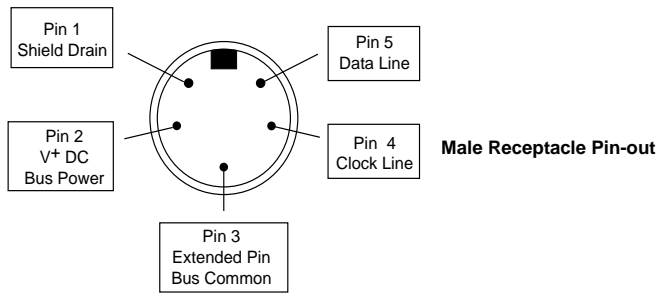 Pin 1
Shield Drain
Pin 5
Data Line
Pin 2
V+ DC
Bus Power
Pin 4
Clock Line
Male Receptacle Pin-out
Pin 3
Extended Pin
Bus Common